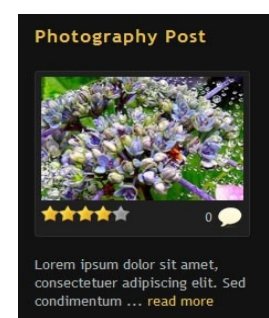 Photography Post
0
Lorem ipsum dolor sit amet,
consectetuer adipiscing elit. Sed
condimentum ... read more